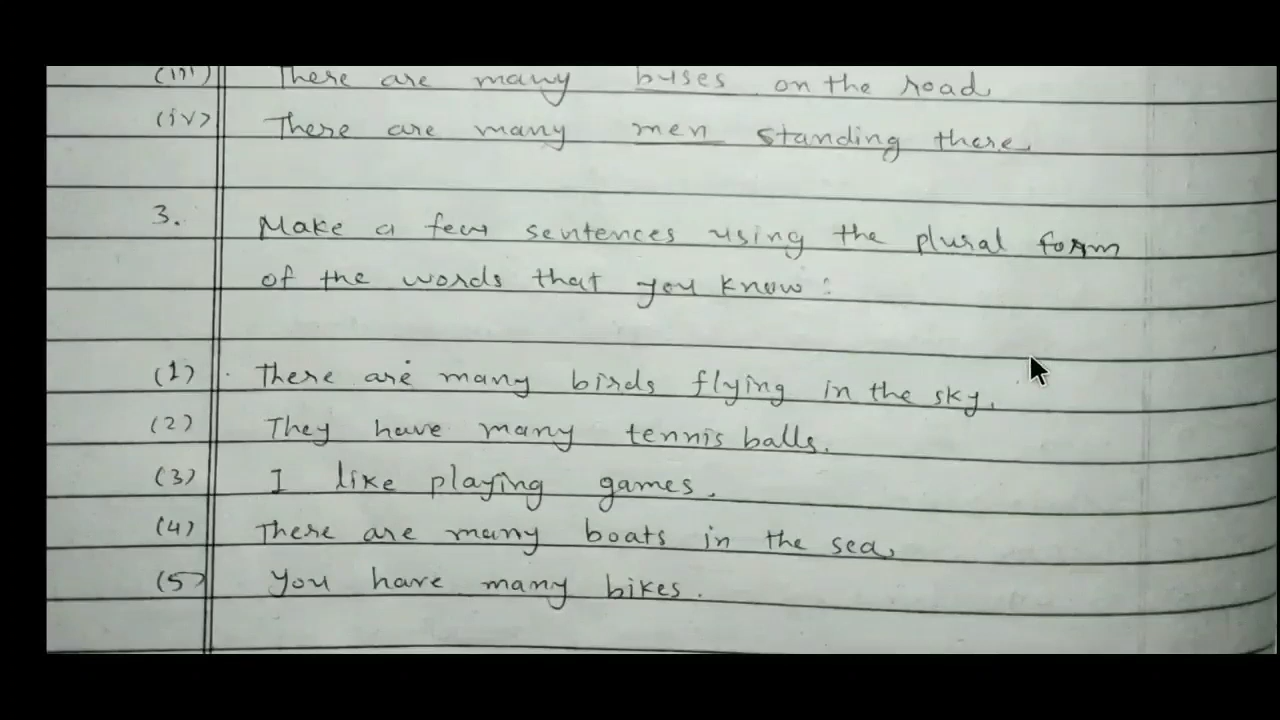 (iii) There are many buses on the road
(iv) There are many men standing there.
3. Make a few sentences using the plural form
of the words that you know:
(1) There are many birds flying in the sky.
(2) They have many tennis balls.
(3) I like playing games.
(4) There are many boats in the sea.
(5) You have many bikes.